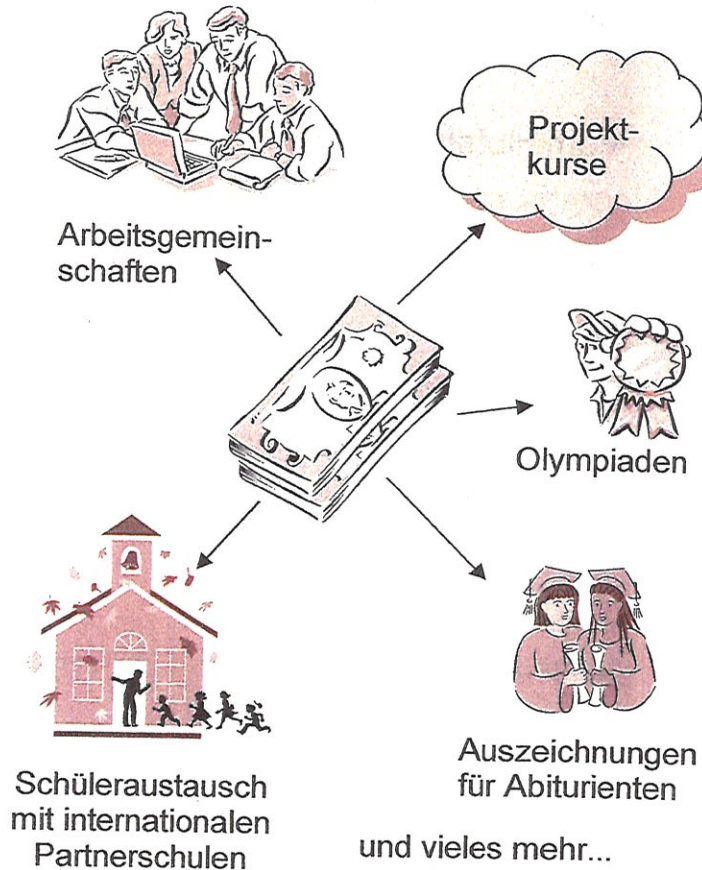 Projekt-
kurse
Arbeitsgemein-
schaften
Olympiaden
Schüleraustausch
mit internationalen
Partnerschulen
Auszeichnungen
für Abiturienten
und vieles mehr...